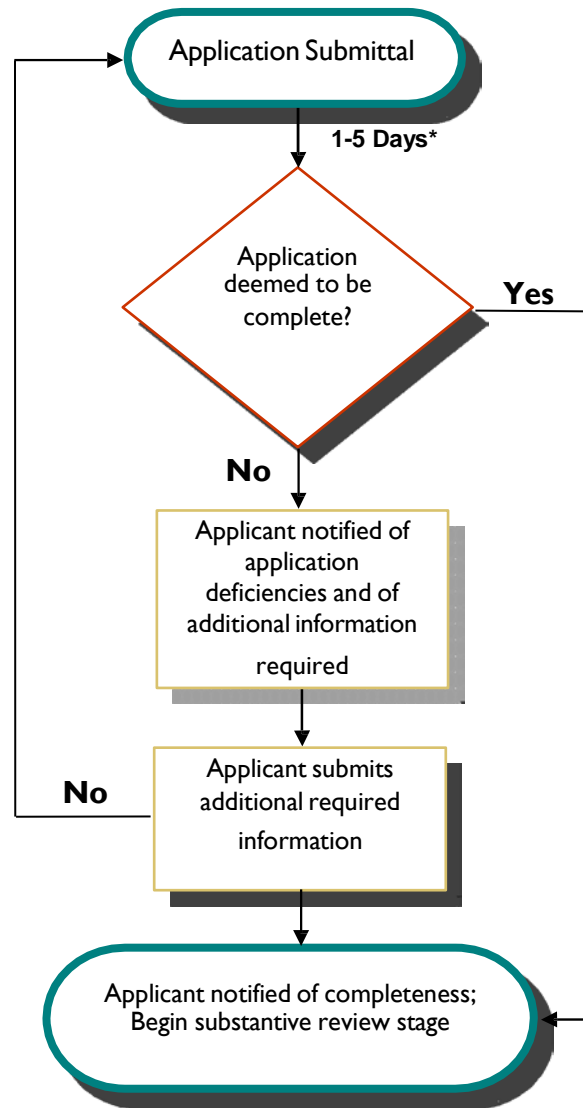 Application Submittal
1-5 Days*
Application
deemed to be
complete?
Yes
No
Applicant notified of
application
deficiencies and of
additional information
required
Applicant submits
additional required
information
No
Applicant notified of completeness;
Begin substantive review stage